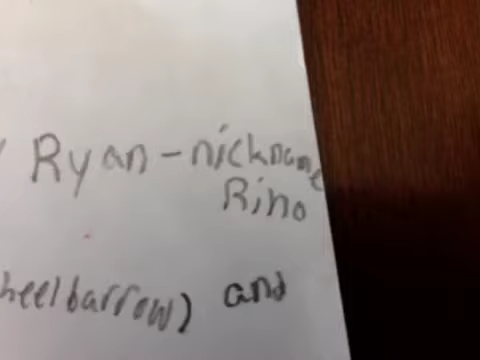 Ryan - nickname
Rino
heelbarrow) and